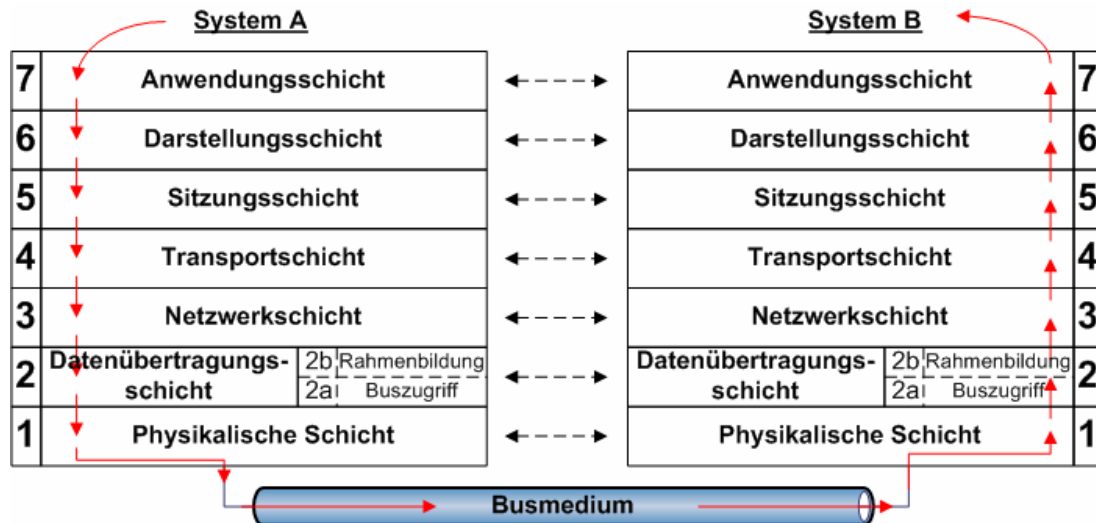 System A
7 Anwendungsschicht
6 Darstellungsschicht
5 Sitzungsschicht
4 Transportschicht
3 Netzwerkschicht
2 Datenübertragungs-
schicht
2b Rahmenbildung
2a Buszugriff
1 Physikalische Schicht
System B
Anwendungsschicht 7
Darstellungsschicht 6
Sitzungsschicht 5
Transportschicht 4
Netzwerkschicht 3
Datenübertragungs-
schicht
2b Rahmenbildung
2a Buszugriff
2
Physikalische Schicht 1
Busmedium